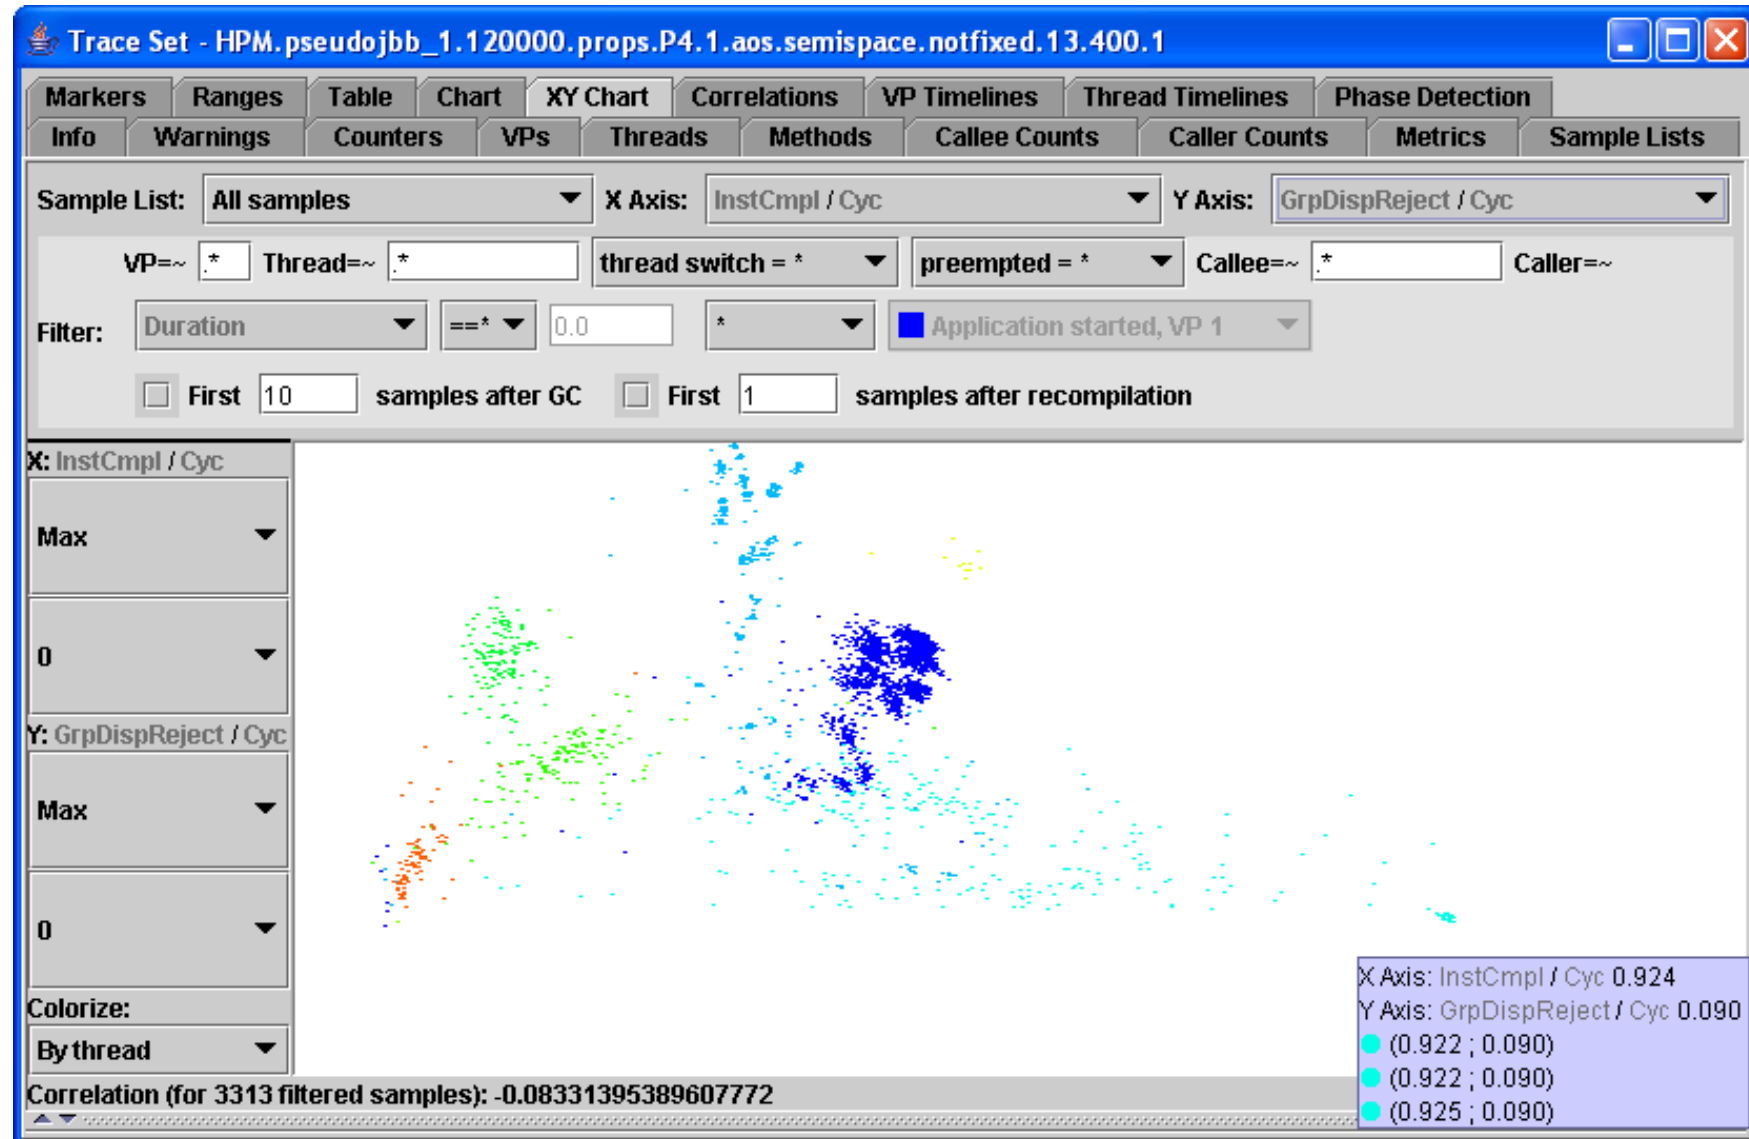 Trace Set - HPM.pseudojbb_1.120000.props.P4.1.aos.semispace.notfixed.13.400.1
Markers Ranges Table Chart XY Chart Correlations VP Timelines Thread Timelines Phase Detection
Info Warnings Counters VPs Threads Methods Callee Counts Caller Counts Metrics Sample Lists
Sample List: All samples X Axis: InstCmpl / Cyc Y Axis: GrpDispReject / Cyc
VP=~ .* Thread=~ .* thread switch = * preempted = * Callee=~ .* Caller=~
Filter: Duration ==* 0.0 * Application started, VP 1
First 10 samples after GC First 1 samples after recompilation
X: InstCmpl / Cyc
Max
0
Y: GrpDispReject / Cyc
Max
0
Colorize:
By thread
X Axis: InstCmpl / Cyc 0.924
Y Axis: GrpDispReject / Cyc 0.090
(0.922 ; 0.090)
(0.922 ; 0.090)
(0.925 ; 0.090)
Correlation (for 3313 filtered samples): -0.08331395389607772